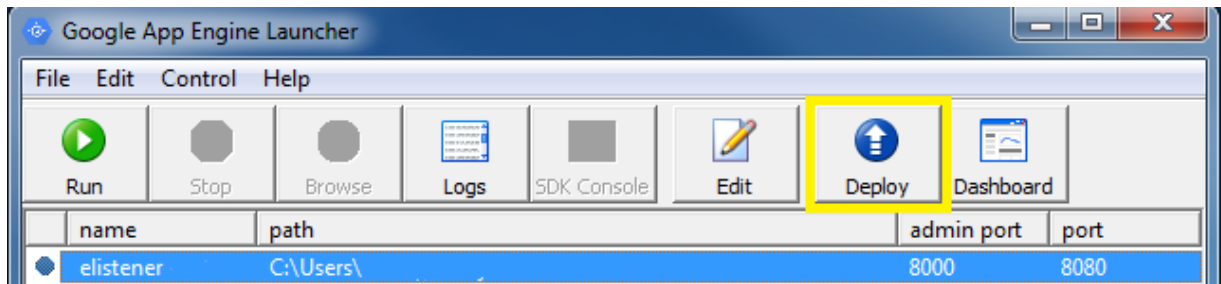 Google App Engine Launcher
File Edit Control Help
Run Stop Browse Logs SDK Console Edit Deploy Dashboard
name path admin port port
elistener C:\Users\ 8000 8080